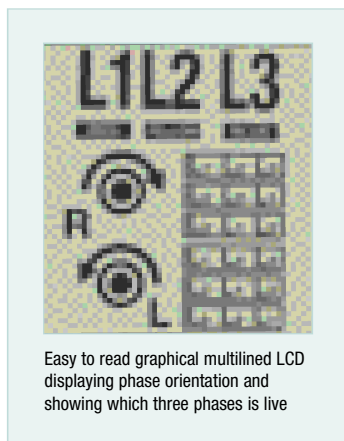 L1 L2 L3
R
L
Easy to read graphical multilined LCD
displaying phase orientation and
showing which three phases is live